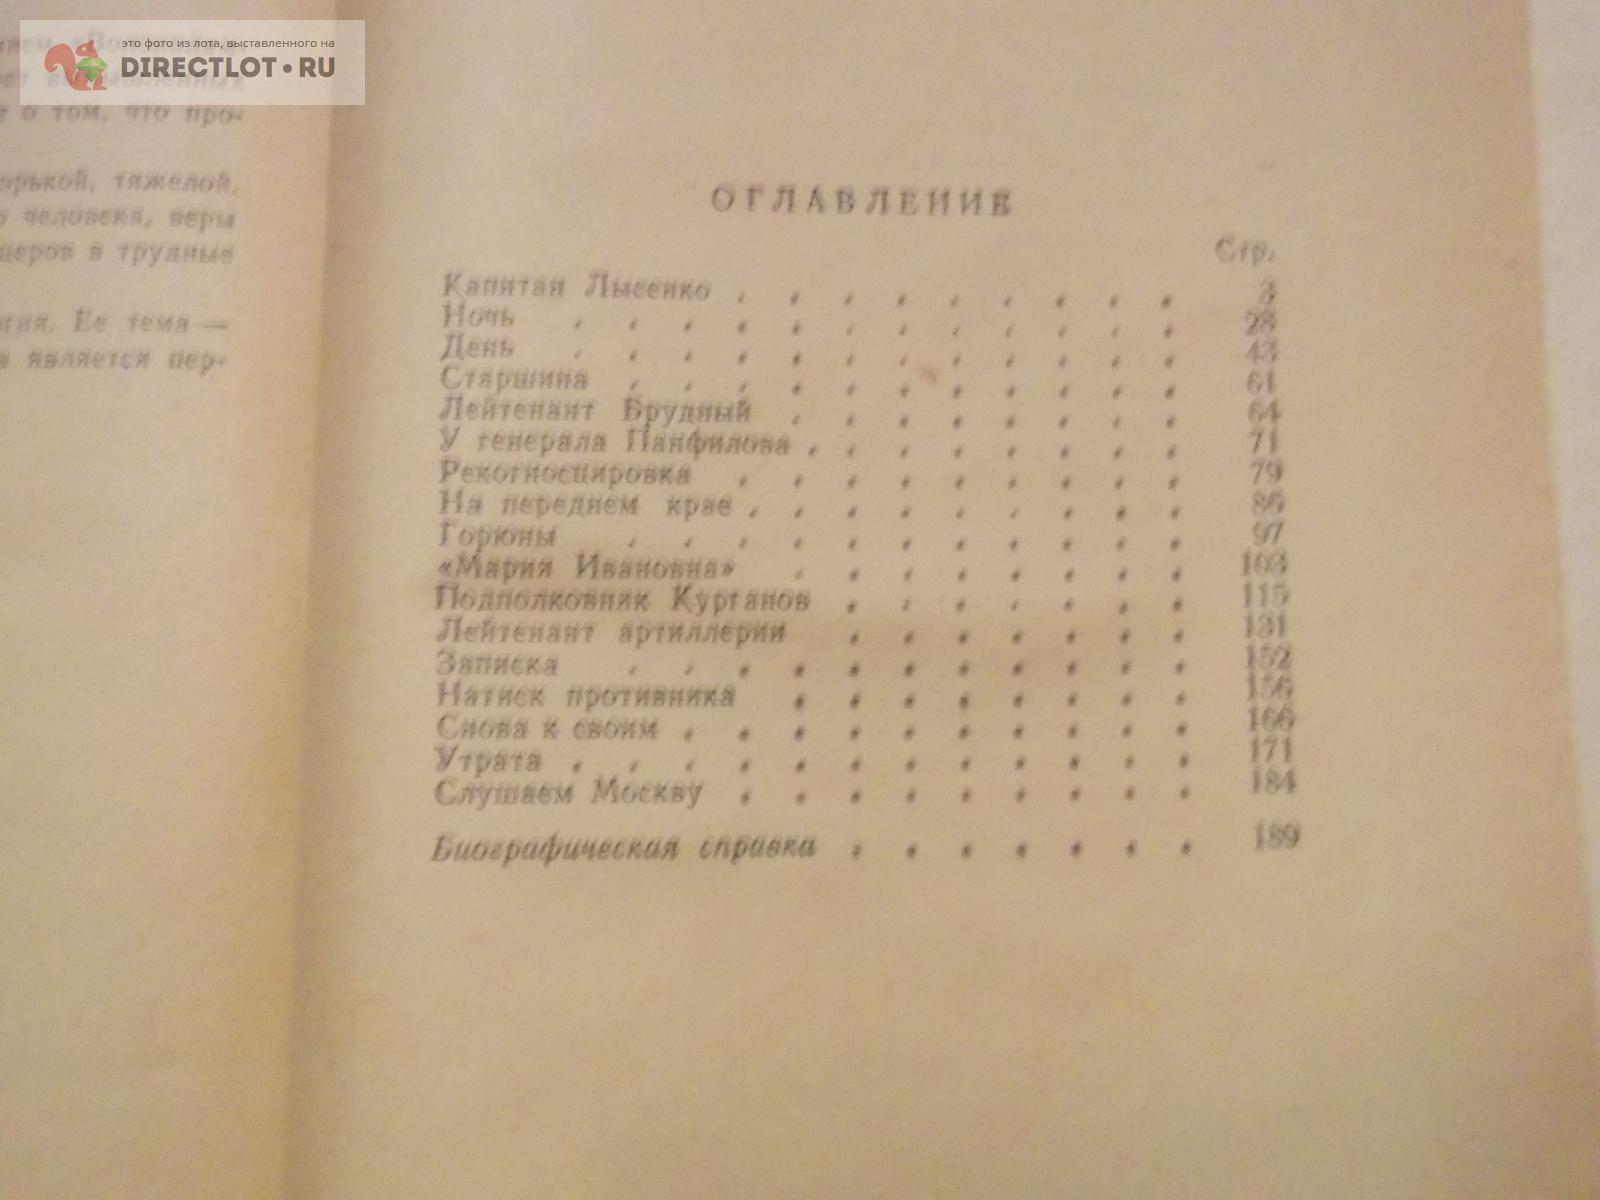 это фото из лота, выставленного на
DIRECTLOT•RU
о том, что про-
тяжелой,
человека, веры
в трудные
Ее тема —
является пер-
ОГЛАВЛЕНИЕ
Стр.
Капитан Лысенко . . . . . . . . . 3
Ночь . . . . . . . . . . . . 28
День . . . . . . . . . . . . 43
Старшина . . . . . . . . . . . 61
Лейтенант Брудный . . . . . . . . 64
У генерала Панфилова . . . . . . . . 71
Рекогносцировка . . . . . . . . . 79
На переднем крае . . . . . . . . . 86
Горюны . . . . . . . . . . . 97
«Мария Ивановна» . . . . . . . . 103
Подполковник Курганов . . . . . . . 115
Лейтенант артиллерии . . . . . . . 131
Записка . . . . . . . . . . . 152
Натиск противника . . . . . . . . 156
Снова к своим . . . . . . . . . . 166
Утрата . . . . . . . . . . . . 171
Слушаем Москву . . . . . . . . . 184
Биографическая справка . . . . . . . 189